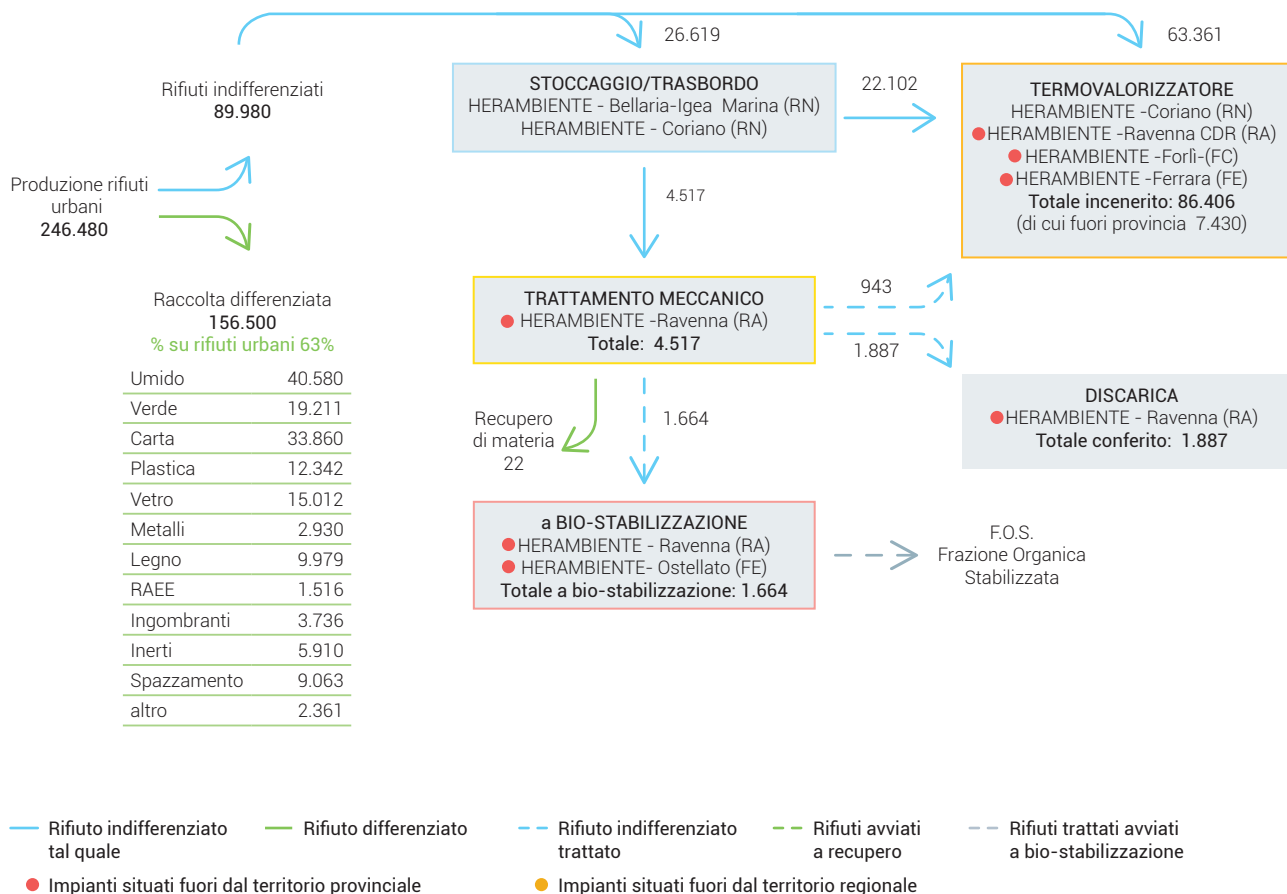 26.619
63.361
Rifiuti indifferenziati
89.980
STOCCAGGIO/TRASBORDO
HERAMBIENTE - Bellaria-Igea Marina (RN)
HERAMBIENTE - Coriano (RN)
22.102
TERMOVALORIZZATORE
HERAMBIENTE -Coriano (RN)
HERAMBIENTE -Ravenna CDR (RA)
HERAMBIENTE -Forlì-(FC)
HERAMBIENTE -Ferrara (FE)
Totale incenerito: 86.406
(di cui fuori provincia 7.430)
Produzione rifiuti
urbani
246.480
4.517
Raccolta differenziata
156.500
% su rifiuti urbani 63%
Umido 40.580
Verde 19.211
Carta 33.860
Plastica 12.342
Vetro 15.012
Metalli 2.930
Legno 9.979
RAEE 1.516
Ingombranti 3.736
Inerti 5.910
Spazzamento 9.063
altro 2.361
TRATTAMENTO MECCANICO
HERAMBIENTE -Ravenna (RA)
Totale: 4.517
943
1.887
DISCARICA
HERAMBIENTE - Ravenna (RA)
Totale conferito: 1.887
Recupero
di materia
22
1.664
a BIO-STABILIZZAZIONE
HERAMBIENTE - Ravenna (RA)
HERAMBIENTE- Ostellato (FE)
Totale a bio-stabilizzazione: 1.664
F.O.S.
Frazione Organica
Stabilizzata
Rifiuto indifferenziato
tal quale
Rifiuto differenziato
Rifiuto indifferenziato
trattato
Rifiuti avviati
a recupero
Rifiuti trattati avviati
a bio-stabilizzazione
Impianti situati fuori dal territorio provinciale
Impianti situati fuori dal territorio regionale